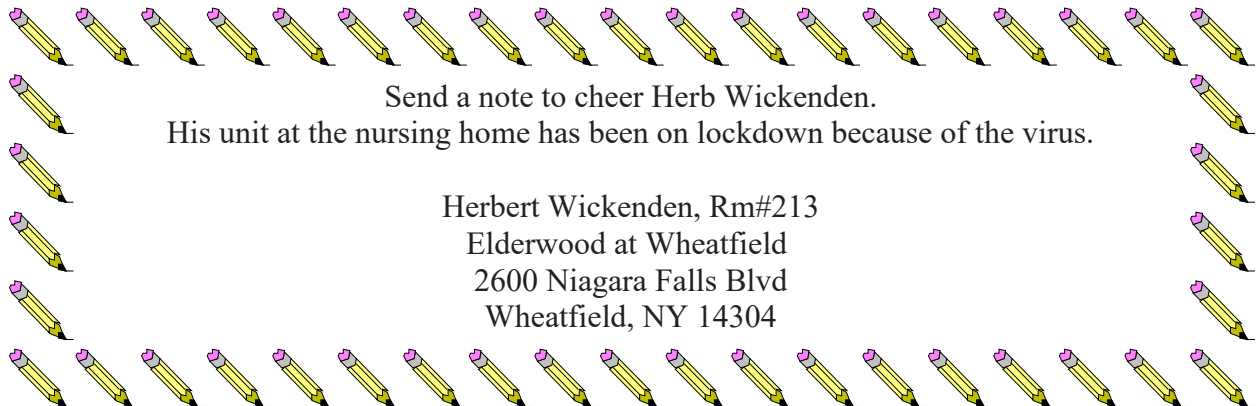 Send a note to cheer Herb Wickenden.
His unit at the nursing home has been on lockdown because of the virus.
Herbert Wickenden, Rm#213
Elderwood at Wheatfield
2600 Niagara Falls Blvd
Wheatfield, NY 14304